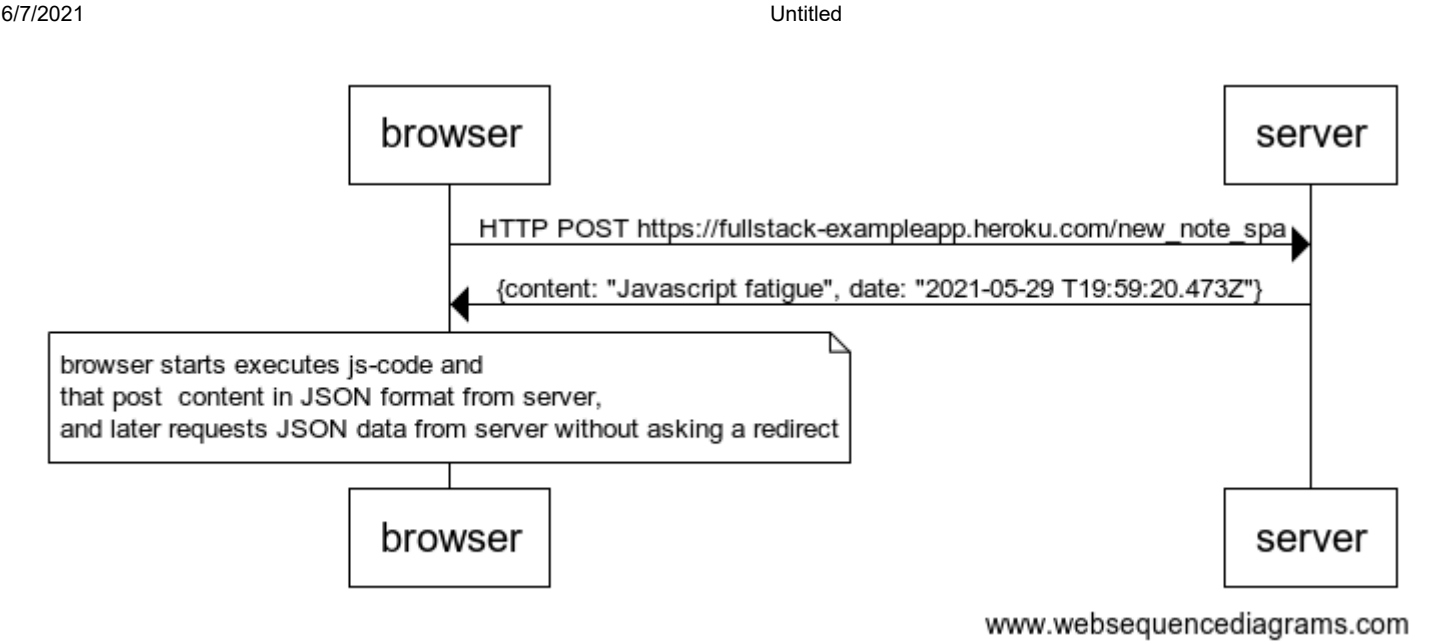 6/7/2021 Untitled
browser server
HTTP POST https://fullstack-exampleapp.heroku.com/new_note_spa
{content: "Javascript fatigue", date: "2021-05-29 T19:59:20.473Z"}
browser starts executes js-code and
that post  content in JSON format from server,
and later requests JSON data from server without asking a redirect
browser server
www.websequencediagrams.com